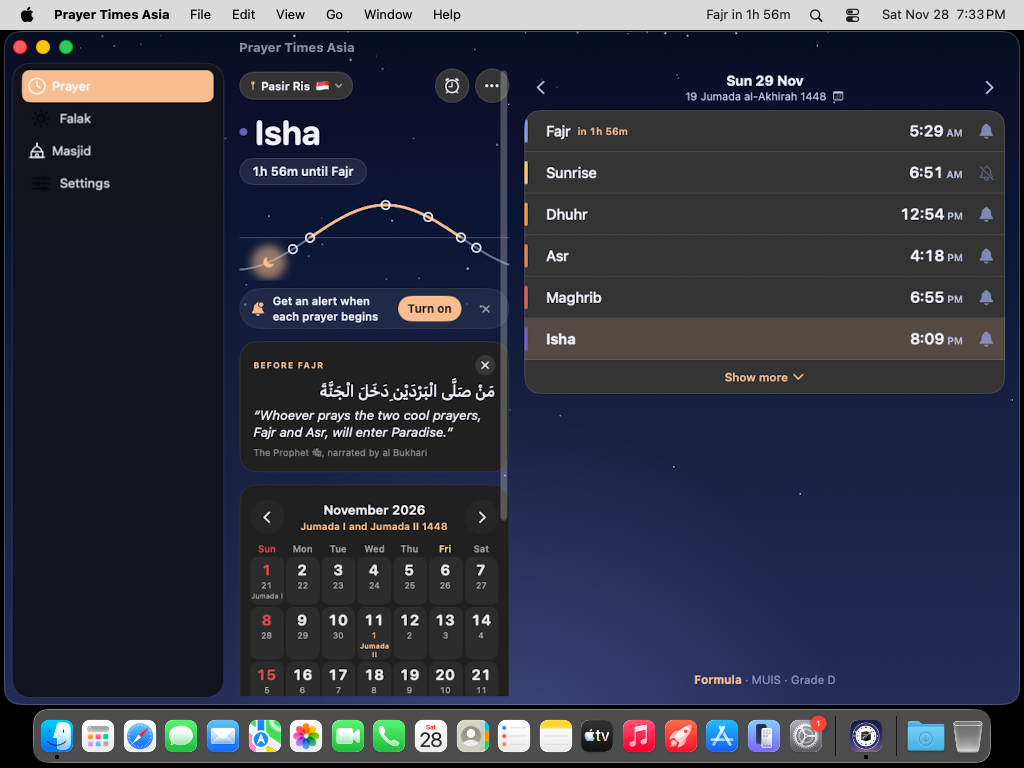 Prayer Times Asia File Edit View Go Window Help Fajr in 1h 56m Sat Nov 28 7:33 PM
Prayer Times Asia
Prayer
Falak
Masjid
Settings
Pasir Ris
Isha
1h 56m until Fajr
Get an alert when
each prayer begins
Turn on
BEFORE FAJR
مَنْ صَلَّى الْبَرْدَيْنِ دَخَلَ الْجَنَّةَ
“Whoever prays the two cool prayers,
Fajr and Asr, will enter Paradise.”
The Prophet ﷺ, narrated by al Bukhari
November 2026
Jumada I and Jumada II 1448
Sun Mon Tue Wed Thu Fri Sat
1 2 3 4 5 6 7
21 22 23 24 25 26 27
Jumada I
8 9 10 11 12 13 14
28 29 30 1 2 3 4
Jumada
II
15 16 17 18 19 20 21
5 6 7 8 9 10 11
Sun 29 Nov
19 Jumada al-Akhirah 1448
Fajr in 1h 56m 5:29 AM
Sunrise 6:51 AM
Dhuhr 12:54 PM
Asr 4:18 PM
Maghrib 6:55 PM
Isha 8:09 PM
Show more
Formula · MUIS · Grade D
Sat
28
tv
1